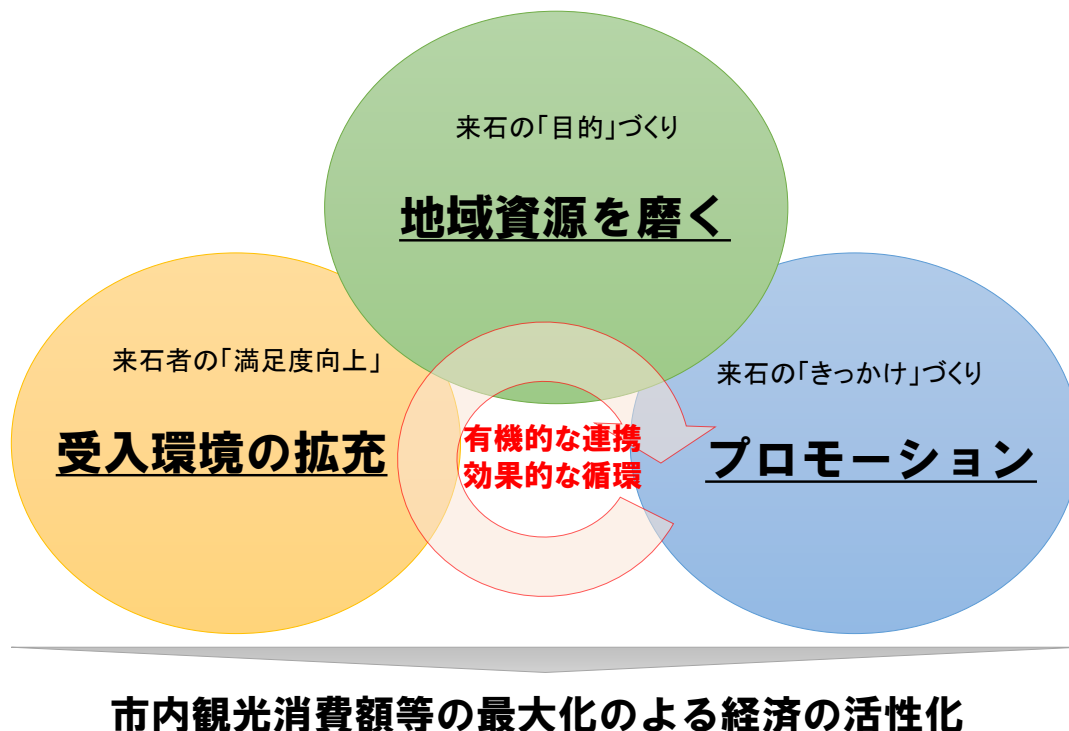 来石の「目的」づくり
地域資源を磨く
来石者の「満足度向上」
受入環境の拡充
来石の「きっかけ」づくり
プロモーション
有機的な連携
効果的な循環
市内観光消費額等の最大化のよる経済の活性化